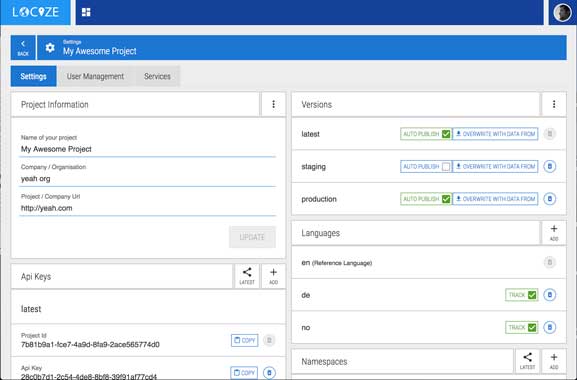 LOCIZE
BACK
Settings
My Awesome Project
Settings
User Management
Services
Project Information
Name of your project
My Awesome Project
Company / Organisation
yeah org
Project / Company Url
http://yeah.com
UPDATE
Api Keys
LATEST
ADD
latest
Project Id
7b81b9a1-fce7-4a9d-8fa9-2ace565774d0
COPY
Api Key
28c0b7d1-2c54-4de8-8bf8-39f91af77cd4
COPY
Versions
latest
AUTO PUBLISH
OVERWRITE WITH DATA FROM
staging
AUTO PUBLISH
OVERWRITE WITH DATA FROM
production
AUTO PUBLISH
OVERWRITE WITH DATA FROM
Languages
ADD
en (Reference Language)
de
TRACK
no
TRACK
Namespaces
LATEST
ADD